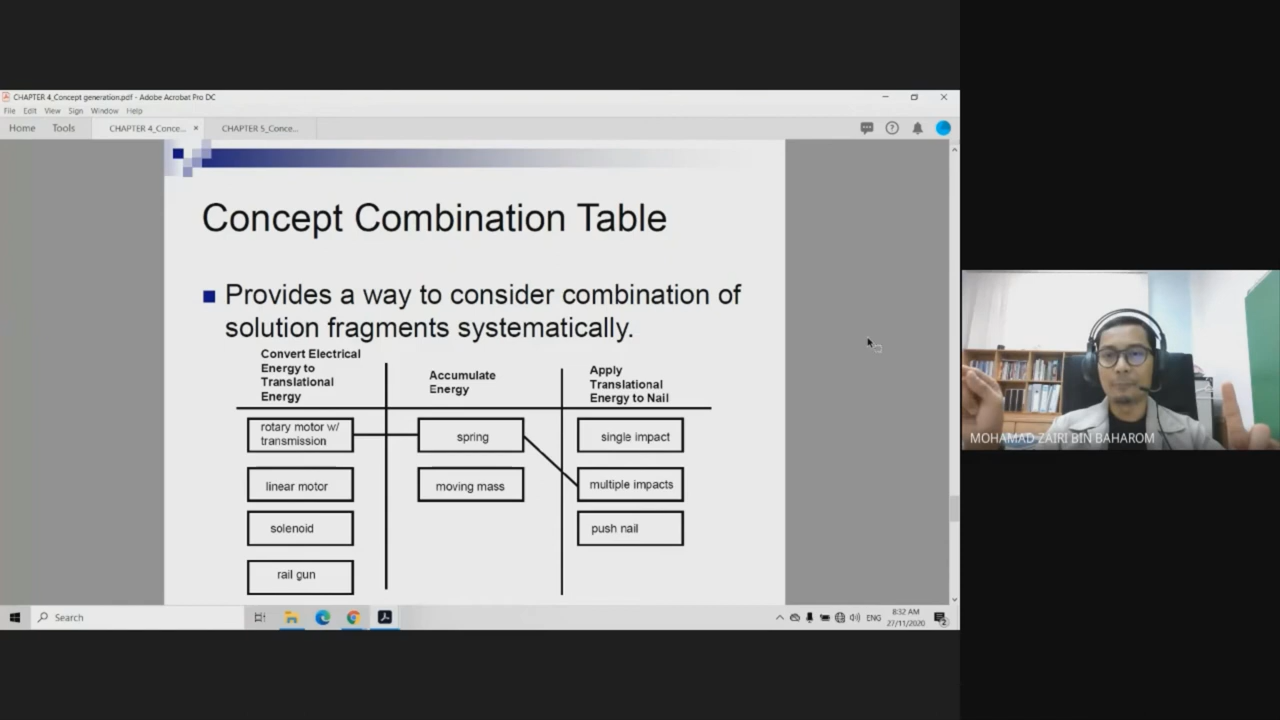 CHAPTER 4_Concept generation.pdf - Adobe Acrobat Pro DC
File Edit View Sign Window Help
Home Tools CHAPTER 4_Conce... × CHAPTER 5_Conce...
Concept Combination Table
Provides a way to consider combination of
solution fragments systematically.
Convert Electrical
Energy to
Translational
Energy
Accumulate
Energy
Apply
Translational
Energy to Nail
rotary motor w/
transmission
spring
single impact
linear motor
moving mass
multiple impacts
solenoid
push nail
rail gun
MOHAMAD ZAIRI BIN BAHAROM
Search
ENG
8:32 AM
27/11/2020
2